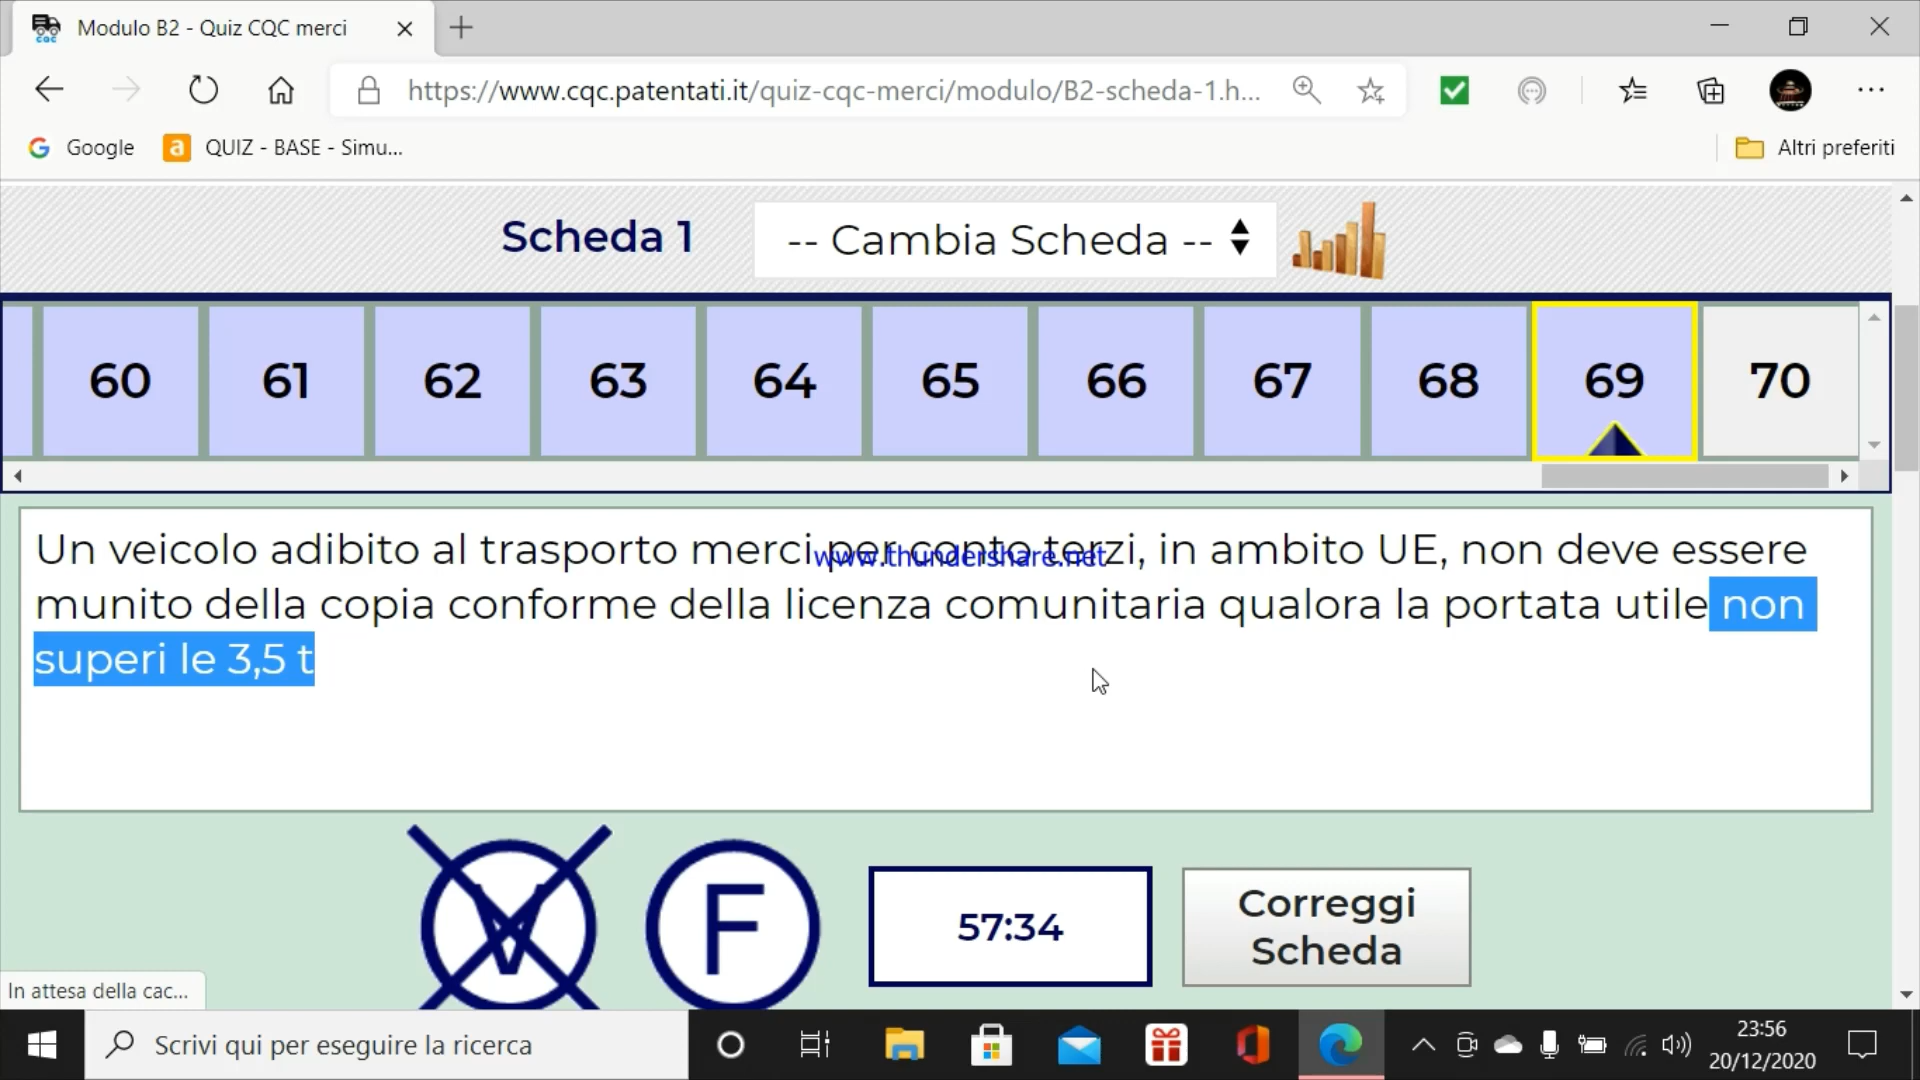 Modulo B2 - Quiz CQC merci
https://www.cqc.patentati.it/quiz-cqc-merci/modulo/B2-scheda-1.h...
Google
QUIZ - BASE - Simu...
Altri preferiti
Scheda 1
-- Cambia Scheda --
60 61 62 63 64 65 66 67 68 69 70
Un veicolo adibito al trasporto merci per conto terzi, in ambito UE, non deve essere
www.thundershare.net
munito della copia conforme della licenza comunitaria qualora la portata utile non
superi le 3,5 t
V F
57:34
Correggi
Scheda
In attesa della cac...
Scrivi qui per eseguire la ricerca
23:56
20/12/2020